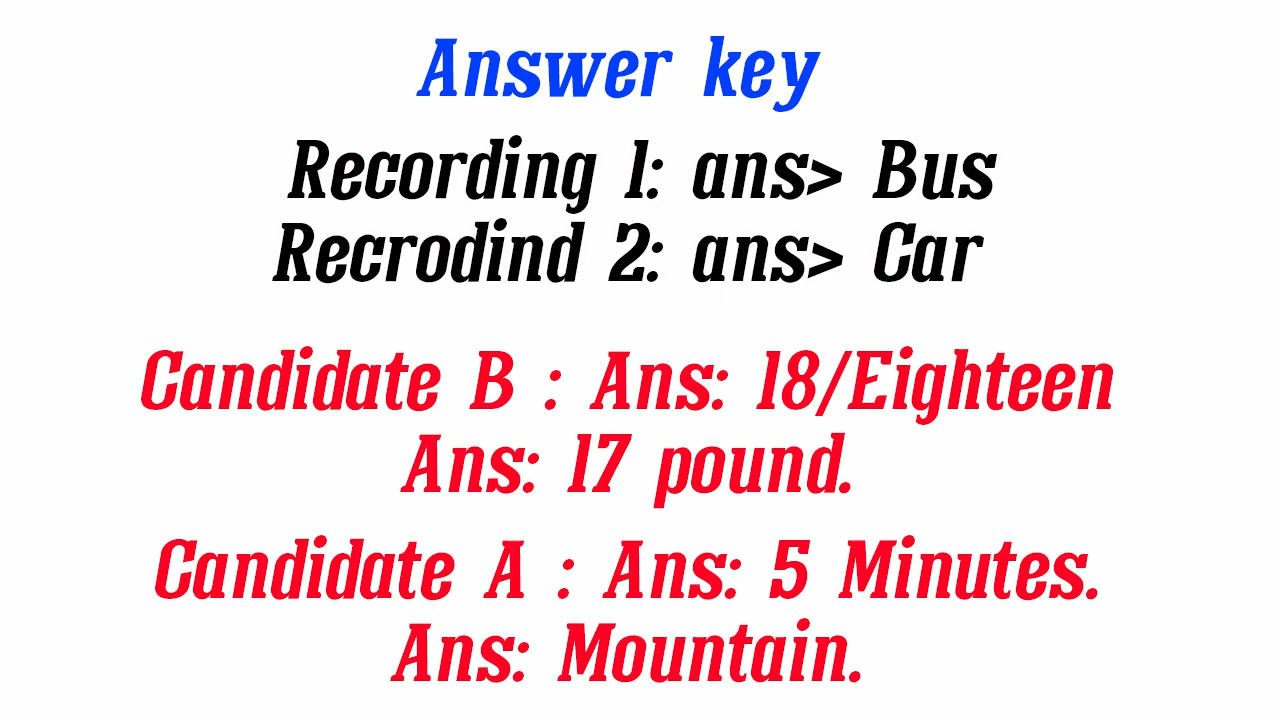 Answer key
Recording 1: ans> Bus
Recrodind 2: ans> Car
Candidate B : Ans: 18/Eighteen
Ans: 17 pound.
Candidate A : Ans: 5 Minutes.
Ans: Mountain.